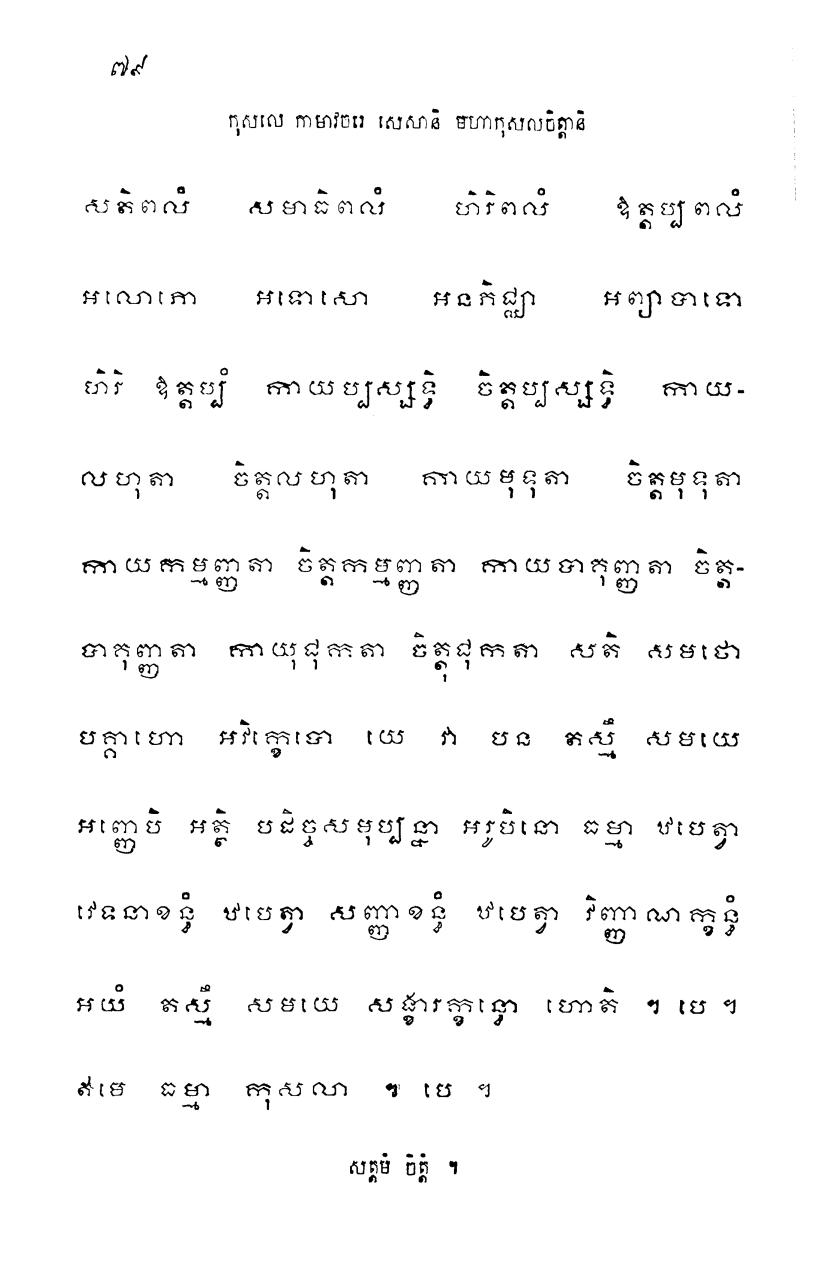 ៧៩
កុសលេ កាមាវចរេ សេសានិ មហាកុសលចិត្តានិ
សតិពលំ សមាធិពលំ ហិរិពលំ ឱត្តប្បពលំ
អលោភោ អទោសោ អនភិជ្ឈា អព្យាបាទោ
ហិរិ ឱត្តប្បំ កាយប្បស្សទ្ធិ ចិត្តប្បស្សទ្ធិ កាយ-
លហុតា ចិត្តលហុតា កាយមុទុតា ចិត្តមុទុតា
កាយកម្មញ្ញតា ចិត្តកម្មញ្ញតា កាយបាគុញ្ញតា ចិត្ត-
បាគុញ្ញតា កាយុជុកតា ចិត្តុជុកតា សតិ សមថោ
បគ្គាហោ អវិក្ខេបោ យេ វា បន តស្មឹ សមយេ
អញ្ញេបិ អត្ថិ បដិច្ចសមុប្បន្នា អរូបិនោ ធម្មា ឋបេត្វា
វេទនាខន្ធំ ឋបេត្វា សញ្ញាខន្ធំ ឋបេត្វា វិញ្ញាណក្ខន្ធំ
អយំ តស្មឹ សមយេ សង្ខារក្ខន្ធោ ហោតិ ។ បេ ។
ឥមេ ធម្មា កុសលា ។ បេ ។
សត្តមំ ចិត្តំ ។